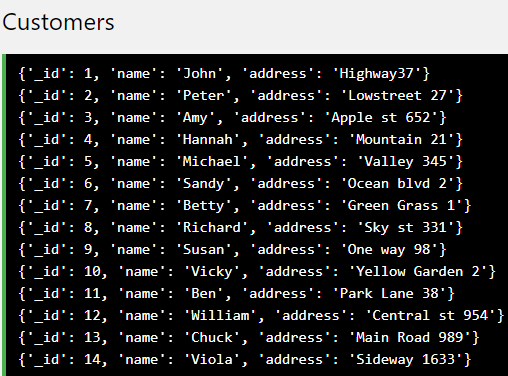 Customers
{'_id': 1, 'name': 'John', 'address': 'Highway37'}
{'_id': 2, 'name': 'Peter', 'address': 'Lowstreet 27'}
{'_id': 3, 'name': 'Amy', 'address': 'Apple st 652'}
{'_id': 4, 'name': 'Hannah', 'address': 'Mountain 21'}
{'_id': 5, 'name': 'Michael', 'address': 'Valley 345'}
{'_id': 6, 'name': 'Sandy', 'address': 'Ocean blvd 2'}
{'_id': 7, 'name': 'Betty', 'address': 'Green Grass 1'}
{'_id': 8, 'name': 'Richard', 'address': 'Sky st 331'}
{'_id': 9, 'name': 'Susan', 'address': 'One way 98'}
{'_id': 10, 'name': 'Vicky', 'address': 'Yellow Garden 2'}
{'_id': 11, 'name': 'Ben', 'address': 'Park Lane 38'}
{'_id': 12, 'name': 'William', 'address': 'Central st 954'}
{'_id': 13, 'name': 'Chuck', 'address': 'Main Road 989'}
{'_id': 14, 'name': 'Viola', 'address': 'Sideway 1633'}